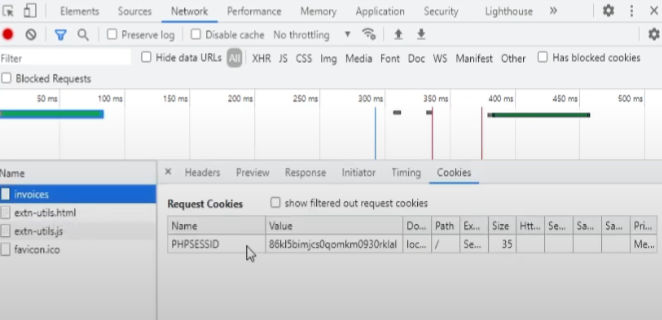 Elements Sources Network Performance Memory Application Security Lighthouse »
Preserve log Disable cache No throttling
Filter Hide data URLs All XHR JS CSS Img Media Font Doc WS Manifest Other Has blocked cookies
Blocked Requests
50 ms 100 ms 150 ms 200 ms 250 ms 300 ms 350 ms 400 ms 450 ms 500 ms
Name × Headers Preview Response Initiator Timing Cookies
invoices
extn-utils.html
extn-utils.js
favicon.ico
Request Cookies show filtered out request cookies
Name Value Do... Path Ex... Size Htt... Se... Sa... Sa... Pri...
PHPSESSID 86kl5bimjcs0qomkm0930rklal loc... / Se... 35 Me...